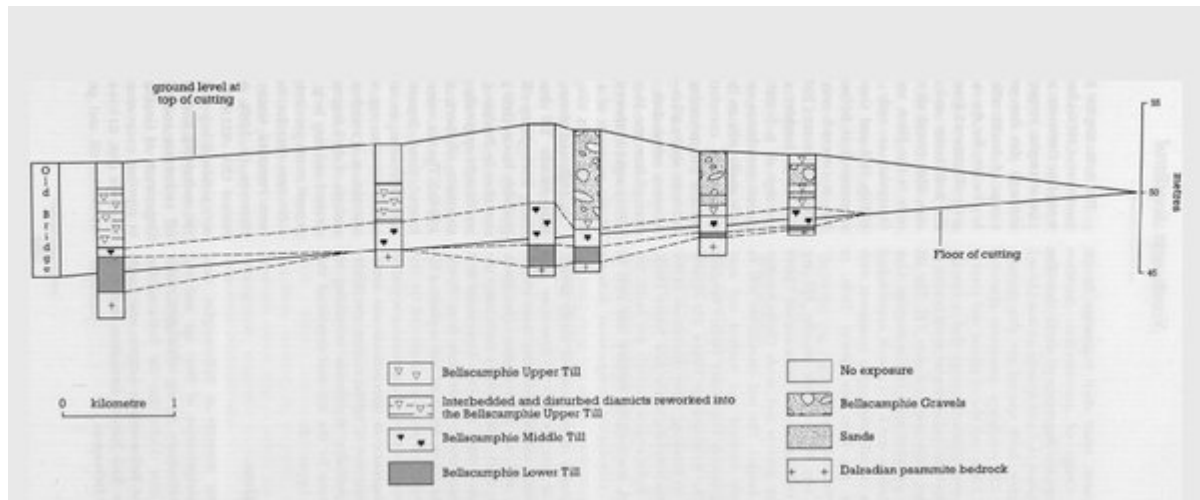 ground level at
top of cutting
Old Bridge
55
50
45
metres
Floor of cutting
0 kilometre 1
Bellscamphie Upper Till
Interbedded and disturbed diamicts reworked into
the Bellscamphie Upper Till
Bellscamphie Middle Till
Bellscamphie Lower Till
No exposure
Bellscamphie Gravels
Sands
Dalradian psammite bedrock